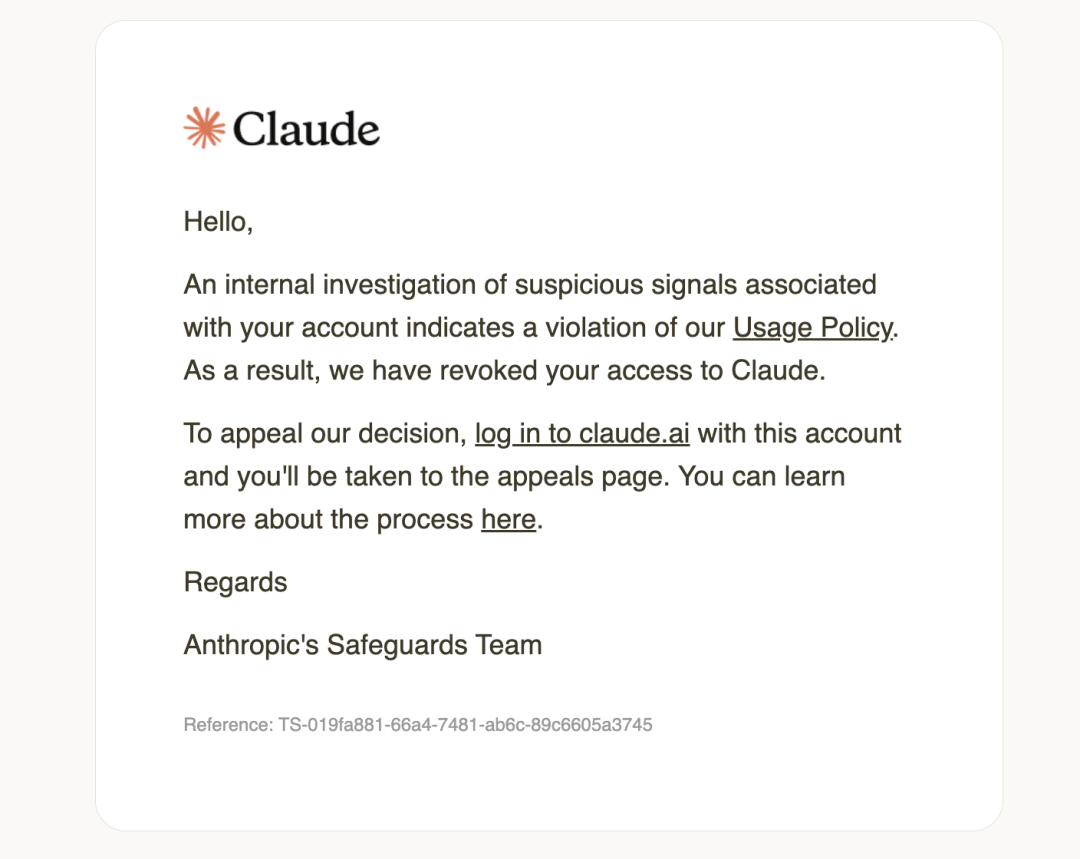 Claude
Hello,
An internal investigation of suspicious signals associated
with your account indicates a violation of our Usage Policy.
As a result, we have revoked your access to Claude.
To appeal our decision, log in to claude.ai with this account
and you'll be taken to the appeals page. You can learn
more about the process here.
Regards
Anthropic's Safeguards Team
Reference: TS-019fa881-66a4-7481-ab6c-89c6605a3745